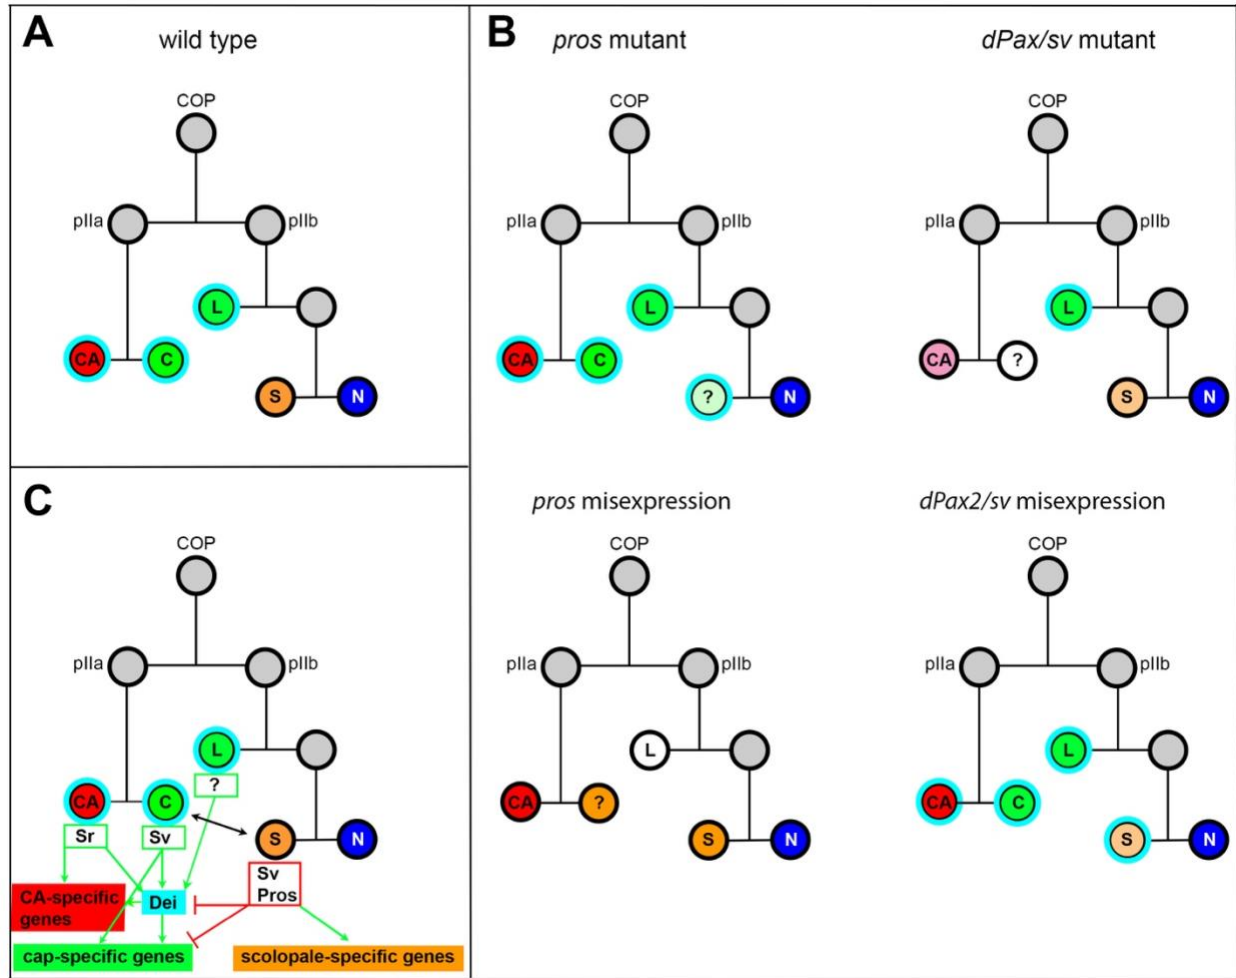 A
wild type
COP
pIIa
pIIb
L
CA
C
S
N
B
pros mutant
COP
pIIa
pIIb
L
CA
C
?
N
dPax/sv mutant
COP
pIIa
pIIb
L
CA
?
S
N
C
COP
pIIa
pIIb
L
?
CA
C
Sr
Sv
S
N
Sv
Pros
CA-specific
genes
Dei
cap-specific genes
scolopale-specific genes
pros misexpression
COP
pIIa
pIIb
L
CA
?
S
N
dPax2/sv misexpression
COP
pIIa
pIIb
L
CA
C
S
N